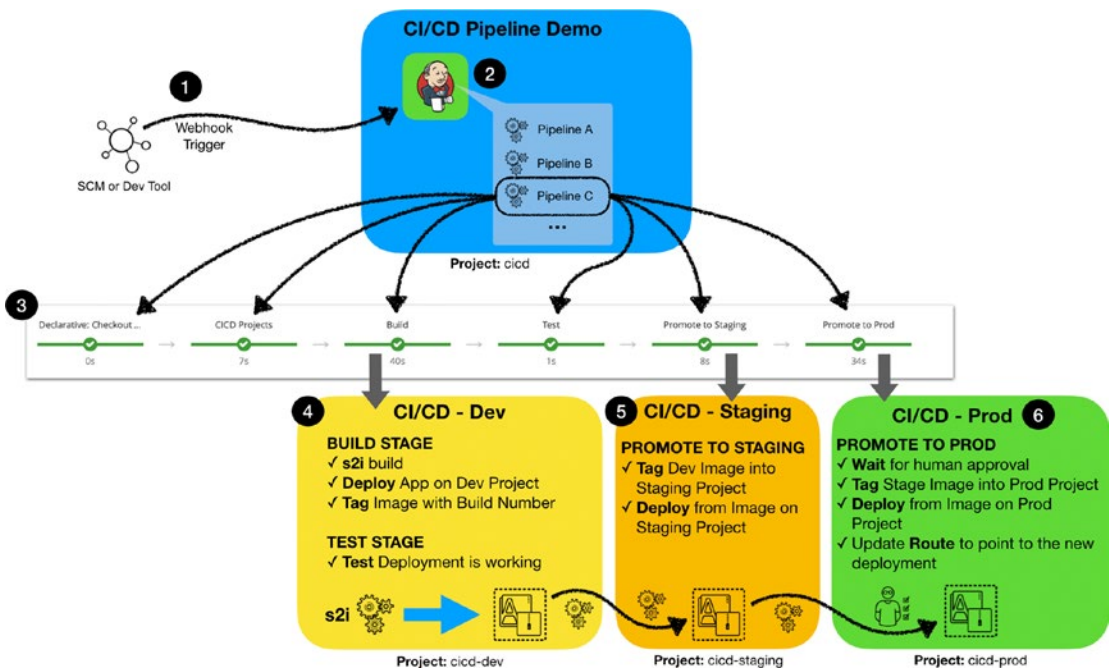 CI/CD Pipeline Demo
1
2
Webhook
Trigger
SCM or Dev Tool
Pipeline A
Pipeline B
Pipeline C
...
Project: cicd
3
Declarative: Checkout ...
CICD Projects
Build
Test
Promote to Staging
Promote to Prod
0s
7s
40s
1s
8s
34s
4
CI/CD - Dev
BUILD STAGE
✓ s2i build
✓ Deploy App on Dev Project
✓ Tag Image with Build Number
TEST STAGE
✓ Test Deployment is working
s2i
Project: cicd-dev
5
CI/CD - Staging
PROMOTE TO STAGING
✓ Tag Dev Image into
Staging Project
✓ Deploy from Image on
Staging Project
Project: cicd-staging
CI/CD - Prod
6
PROMOTE TO PROD
✓ Wait for human approval
✓ Tag Stage Image into Prod Project
✓ Deploy from Image on Prod
Project
✓ Update Route to point to the new
deployment
Project: cicd-prod